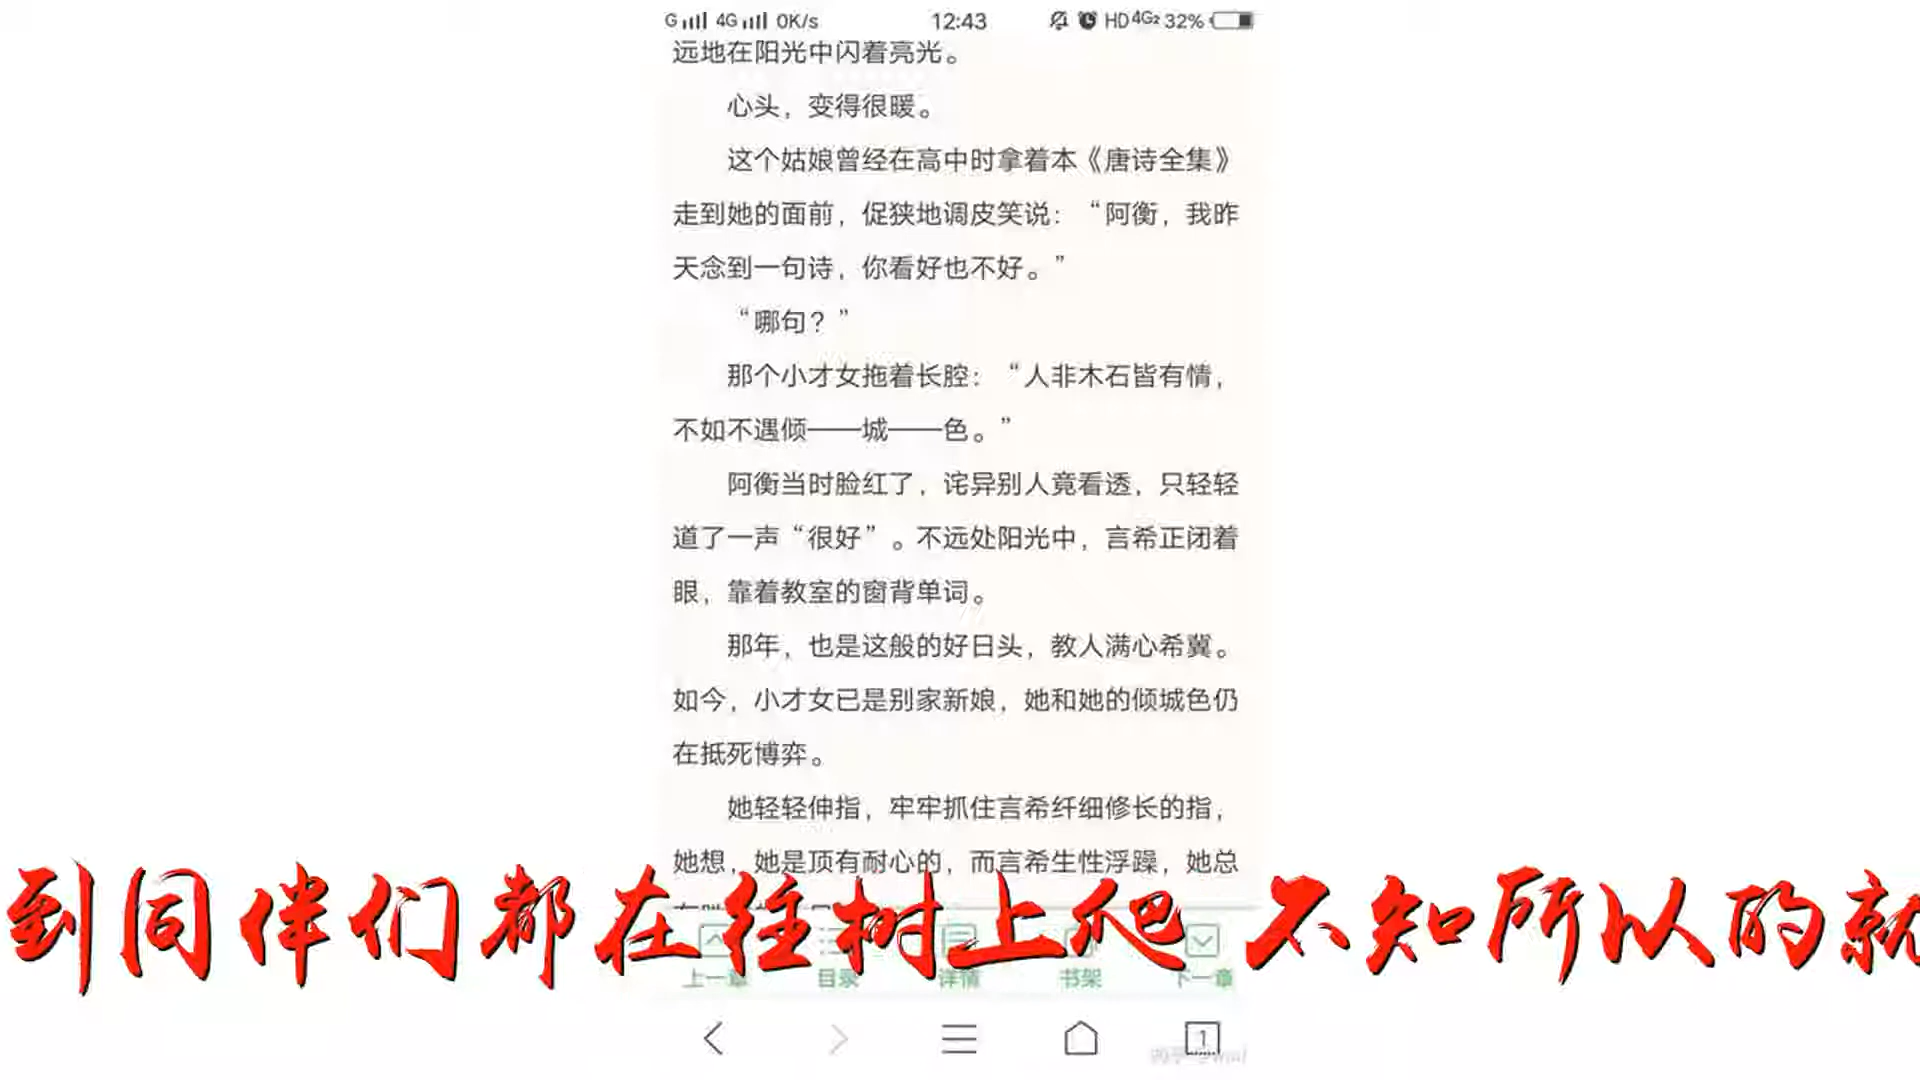 G 4G 0K/s 12:43 HD 4G2 32%
远地在阳光中闪着亮光。
心头，变得很暖。
这个姑娘曾经在高中时拿着本《唐诗全集》
走到她的面前，促狭地调皮笑说：“阿衡，我昨
天念到一句诗，你看好也不好。”
“哪句？”
那个小才女拖着长腔：“人非木石皆有情，
不如不遇倾——城——色。”
阿衡当时脸红了，诧异别人竟看透，只轻轻
道了一声“很好”。不远处阳光中，言希正闭着
眼，靠着教室的窗背单词。
那年，也是这般的好日头，教人满心希冀。
如今，小才女已是别家新娘，她和她的倾城色仍
在抵死博弈。
她轻轻伸指，牢牢抓住言希纤细修长的指，
她想，她是顶有耐心的，而言希生性浮躁，她总
到同伴们都在往树上爬 不知所以的就
上一章 目录 详情 书架 下一章
1